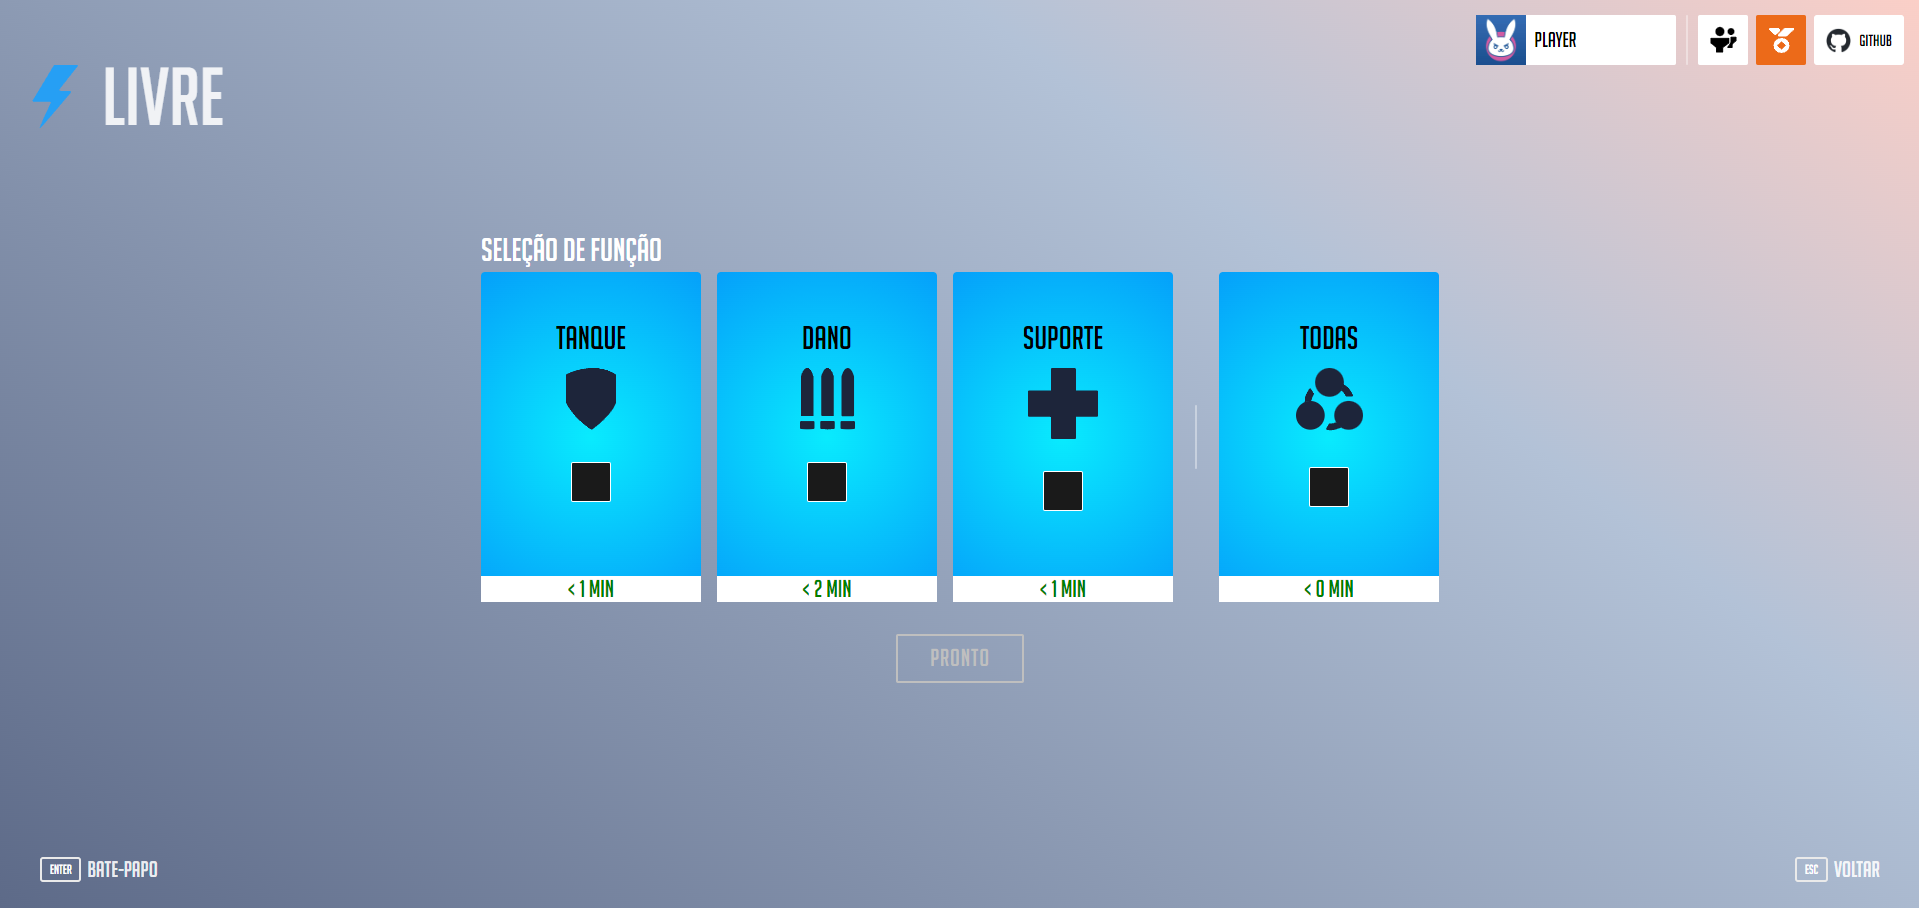 PLAYER
GITHUB
LIVRE
SELEÇÃO DE FUNÇÃO
TANQUE
DANO
SUPORTE
TODAS
< 1 MIN
< 2 MIN
< 1 MIN
< 0 MIN
PRONTO
ENTER BATE-PAPO
ESC VOLTAR